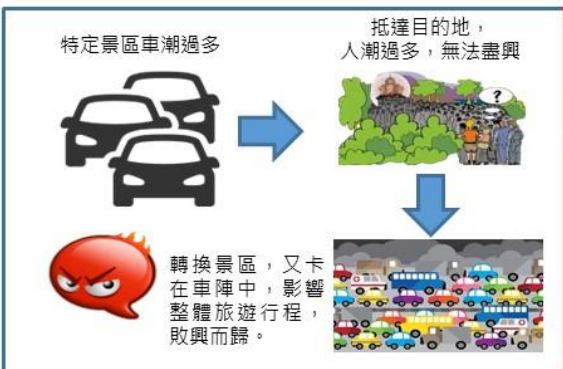 特定景區車潮過多
抵達目的地，
人潮過多，無法盡興
?
轉換景區，又卡
在車陣中，影響
整體旅遊行程，
敗興而歸。